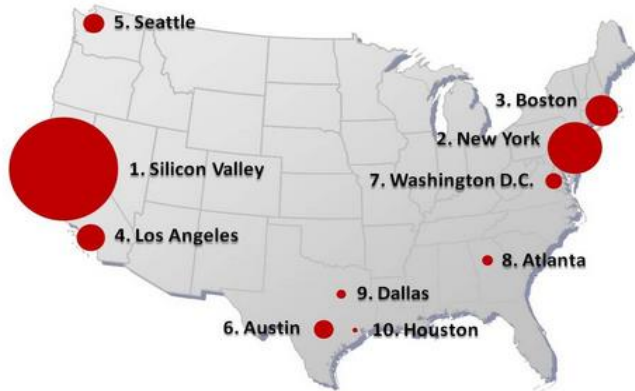 5. Seattle
3. Boston
2. New York
1. Silicon Valley
7. Washington D.C.
4. Los Angeles
8. Atlanta
9. Dallas
6. Austin
10. Houston